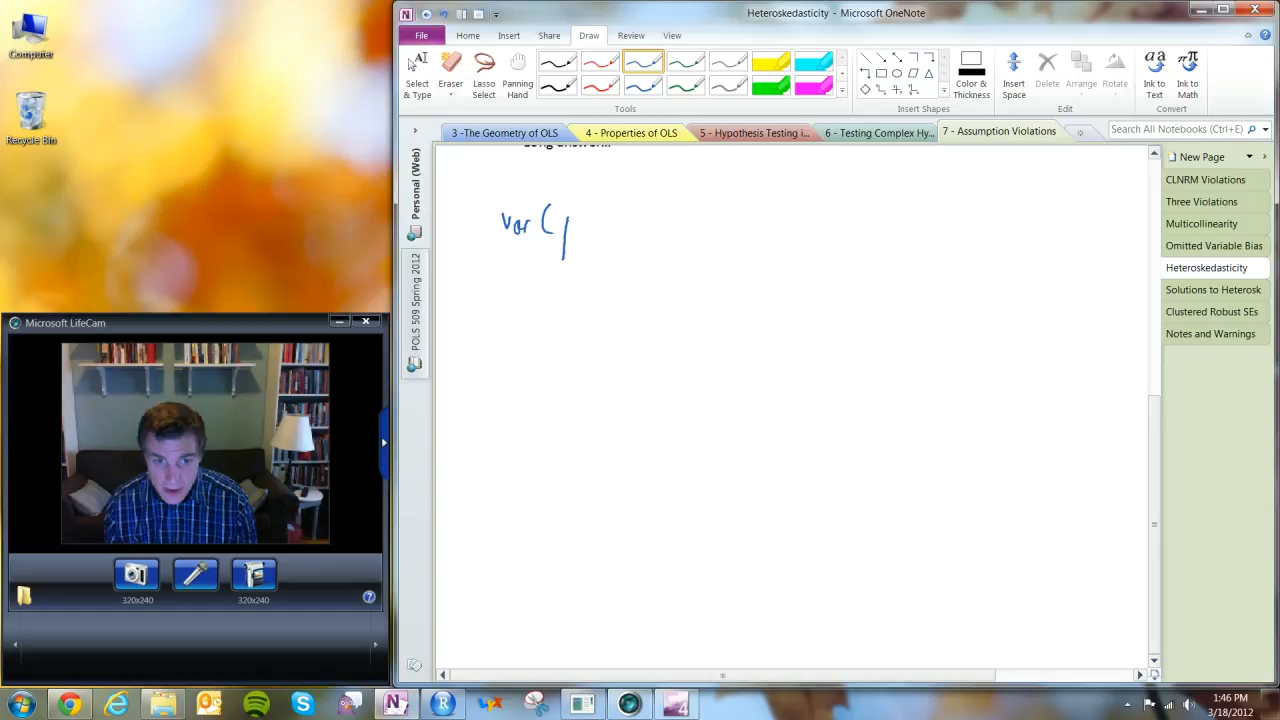 Computer
Recycle Bin
Microsoft LifeCam
320x240
320x240
Heteroskedasticity - Microsoft OneNote
File Home Insert Share Draw Review View
Select & Type
Eraser
Lasso Select
Panning Hand
Color & Thickness
Insert Space
Delete
Arrange
Rotate
Ink to Text
Ink to Math
Tools
Insert Shapes
Edit
Convert
3 -The Geometry of OLS
4 - Properties of OLS
5 - Hypothesis Testing i...
6 - Testing Complex Hy...
7 - Assumption Violations
Search All Notebooks (Ctrl+E)
Personal (Web)
POLS 509 Spring 2012
var (
New Page
CLNRM Violations
Three Violations
Multicollinearity
Omitted Variable Bias
Heteroskedasticity
Solutions to Heterosk
Clustered Robust SEs
Notes and Warnings
1:46 PM
3/18/2012